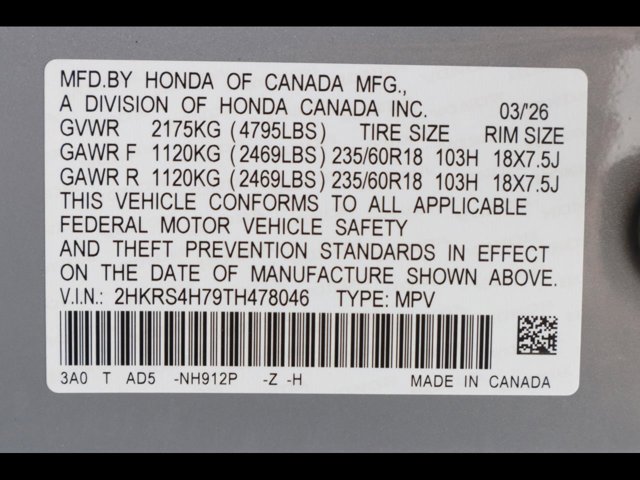 MFD.BY HONDA OF CANADA MFG.,
A DIVISION OF HONDA CANADA INC. 03/'26
GVWR 2175KG (4795LBS) TIRE SIZE RIM SIZE
GAWR F 1120KG (2469LBS) 235/60R18 103H 18X7.5J
GAWR R 1120KG (2469LBS) 235/60R18 103H 18X7.5J
THIS VEHICLE CONFORMS TO ALL APPLICABLE
FEDERAL MOTOR VEHICLE SAFETY
AND THEFT PREVENTION STANDARDS IN EFFECT
ON THE DATE OF MANUFACTURE SHOWN ABOVE.
V.I.N.: 2HKRS4H79TH478046 TYPE: MPV
3A0 T AD5 -NH912P -Z -H MADE IN CANADA